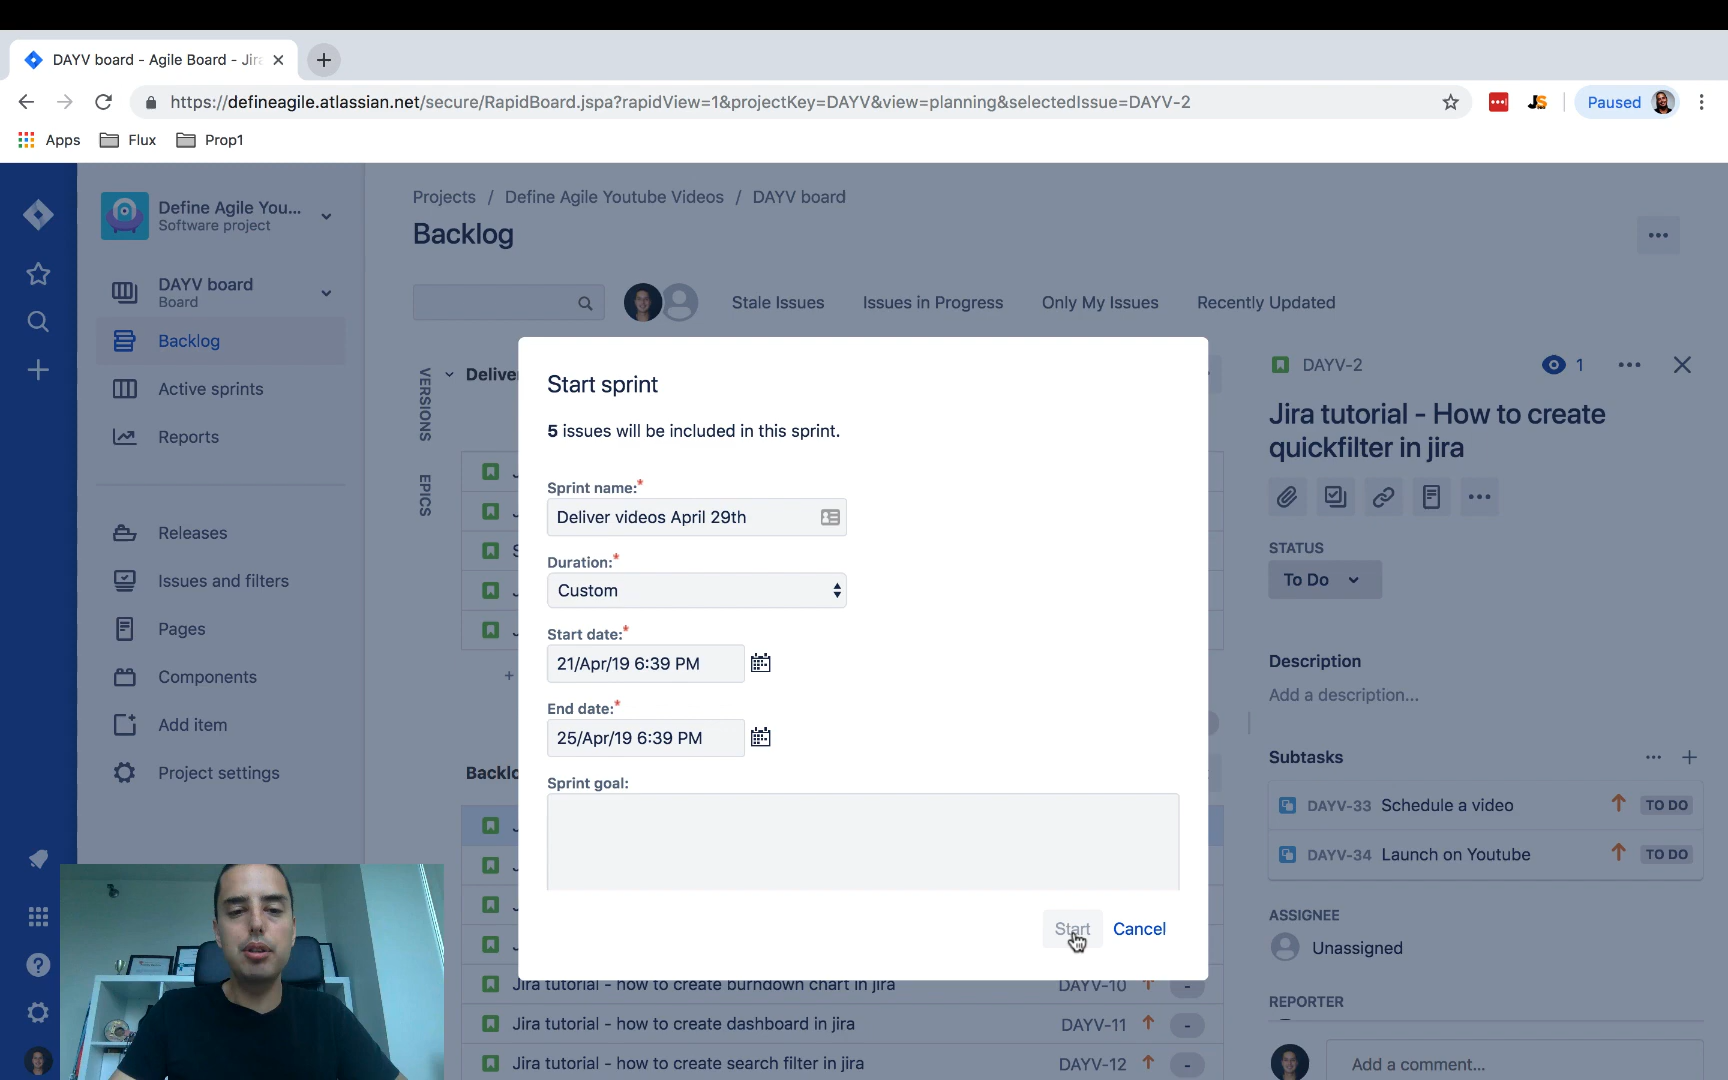 DAYV board - Agile Board - Jira
https://defineagile.atlassian.net/secure/RapidBoard.jspa?rapidView=1&projectKey=DAYV&view=planning&selectedIssue=DAYV-2
JS
Paused
Apps
Flux
Prop1
Define Agile You...
Software project
DAYV board
Board
Backlog
Active sprints
Reports
Releases
Issues and filters
Pages
Components
Add item
Project settings
Projects / Define Agile Youtube Videos / DAYV board
Backlog
Stale Issues
Issues in Progress
Only My Issues
Recently Updated
VERSIONS
EPICS
Start sprint
5 issues will be included in this sprint.
Sprint name:*
Deliver videos April 29th
Duration:*
Custom
Start date:*
21/Apr/19 6:39 PM
End date:*
25/Apr/19 6:39 PM
Sprint goal:
Start
Cancel
Jira tutorial - how to create burndown chart in jira DAYV-10 -
Jira tutorial - how to create dashboard in jira DAYV-11 -
Jira tutorial - how to create search filter in jira DAYV-12 -
DAYV-2
1
Jira tutorial - How to create
quickfilter in jira
STATUS
To Do
Description
Add a description...
Subtasks
DAYV-33 Schedule a video TO DO
DAYV-34 Launch on Youtube TO DO
ASSIGNEE
Unassigned
REPORTER
Add a comment...